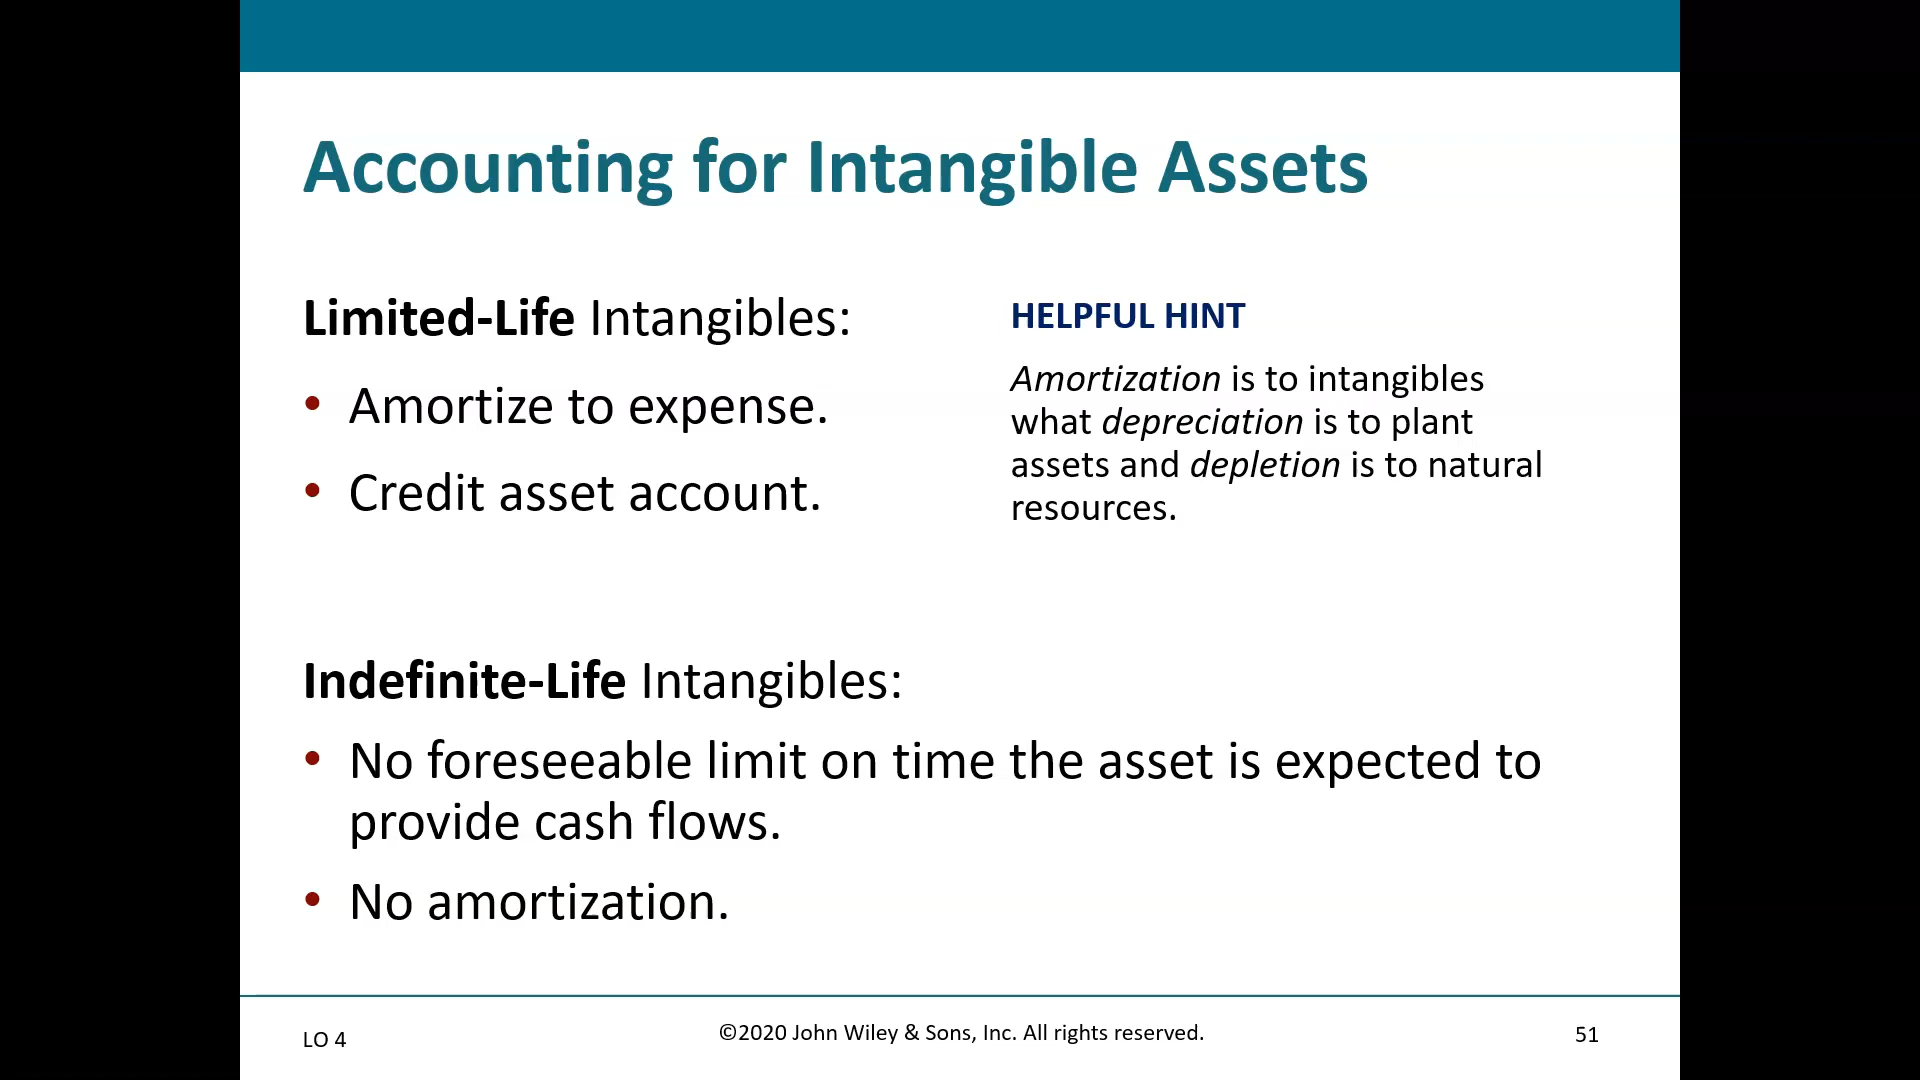 Accounting for Intangible Assets
Limited-Life Intangibles:
• Amortize to expense.
• Credit asset account.
HELPFUL HINT
Amortization is to intangibles
what depreciation is to plant
assets and depletion is to natural
resources.
Indefinite-Life Intangibles:
• No foreseeable limit on time the asset is expected to
provide cash flows.
• No amortization.
LO 4
©2020 John Wiley & Sons, Inc. All rights reserved.
51